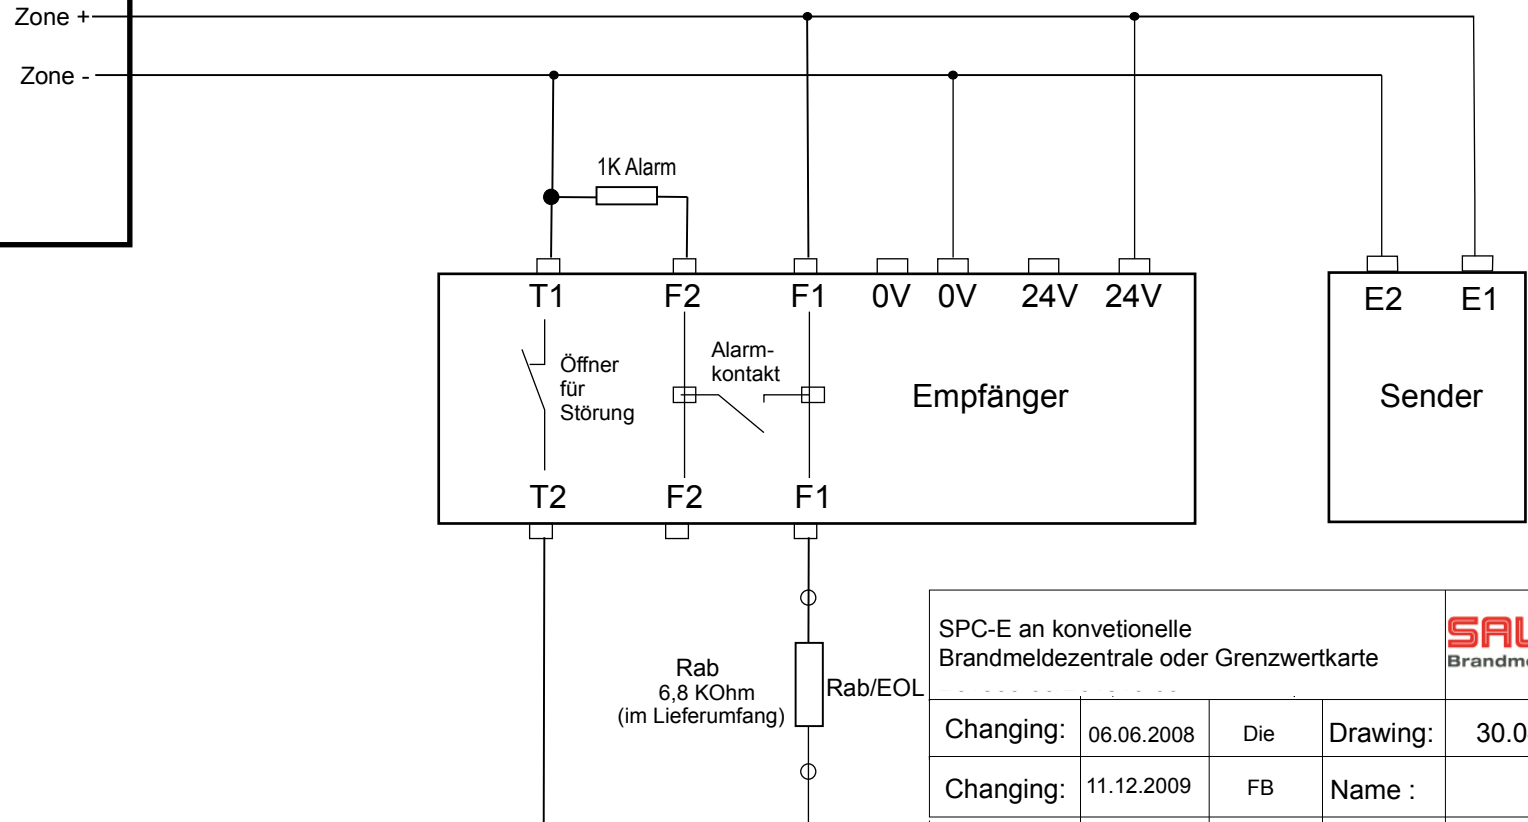 Zone +
Zone -
1K Alarm
T1 F2 F1 0V 0V 24V 24V
E2 E1
Öffner
für
Störung
Alarm-
kontakt
Empfänger
Sender
T2 F2 F1
Rab
6,8 KOhm
(im Lieferumfang)
Rab/EOL
SPC-E an konvetionelle
Brandmeldezentrale oder Grenzwertkarte
Changing: 06.06.2008 Die Drawing:
Changing: 11.12.2009 FB Name :